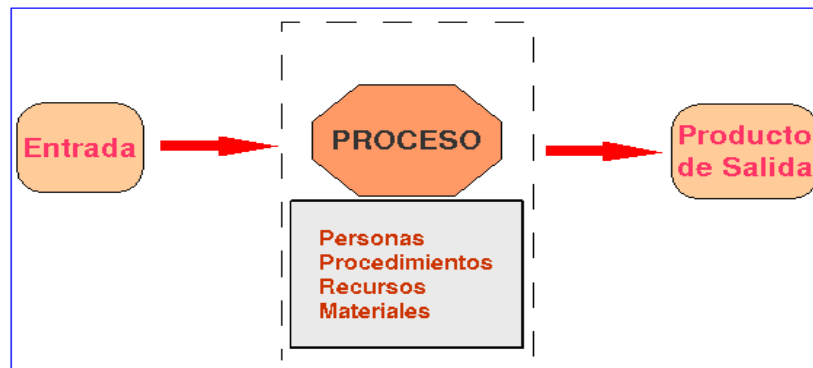 Entrada
PROCESO
Personas
Procedimientos
Recursos
Materiales
Producto
de Salida